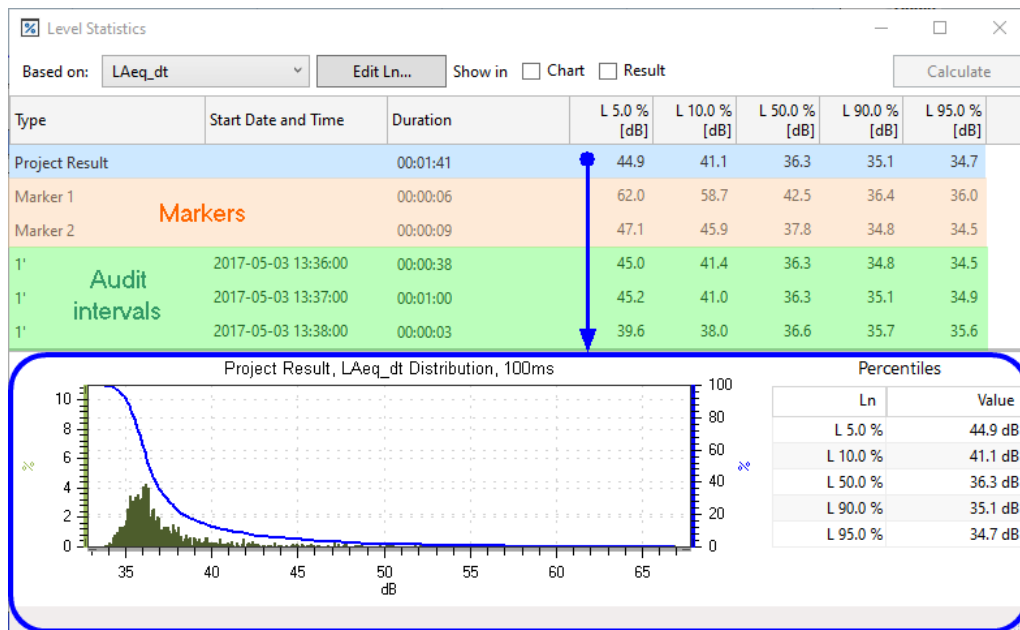 Level Statistics
Based on: LAeq_dt Edit Ln... Show in Chart Result Calculate
Type Start Date and Time Duration L 5.0 % [dB] L 10.0 % [dB] L 50.0 % [dB] L 90.0 % [dB] L 95.0 % [dB]
Project Result 00:01:41 44.9 41.1 36.3 35.1 34.7
Marker 1 00:00:06 62.0 58.7 42.5 36.4 36.0
Markers
Marker 2 00:00:09 47.1 45.9 37.8 34.8 34.5
1' 2017-05-03 13:36:00 00:00:38 45.0 41.4 36.3 34.8 34.5
Audit
1' 2017-05-03 13:37:00 00:01:00 45.2 41.0 36.3 35.1 34.9
intervals
1' 2017-05-03 13:38:00 00:00:03 39.6 38.0 36.6 35.7 35.6
Project Result, LAeq_dt Distribution, 100ms
10
8
6
4
2
0
%
100
80
60
40
20
0
%
35 40 45 50 55 60 65
dB
Percentiles
Ln Value
L 5.0 % 44.9 dB
L 10.0 % 41.1 dB
L 50.0 % 36.3 dB
L 90.0 % 35.1 dB
L 95.0 % 34.7 dB